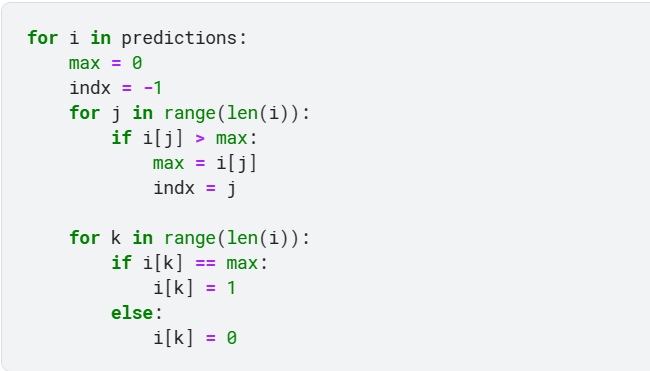 for i in predictions:
    max = 0
    indx = -1
    for j in range(len(i)):
        if i[j] > max:
            max = i[j]
            indx = j

    for k in range(len(i)):
        if i[k] == max:
            i[k] = 1
        else:
            i[k] = 0